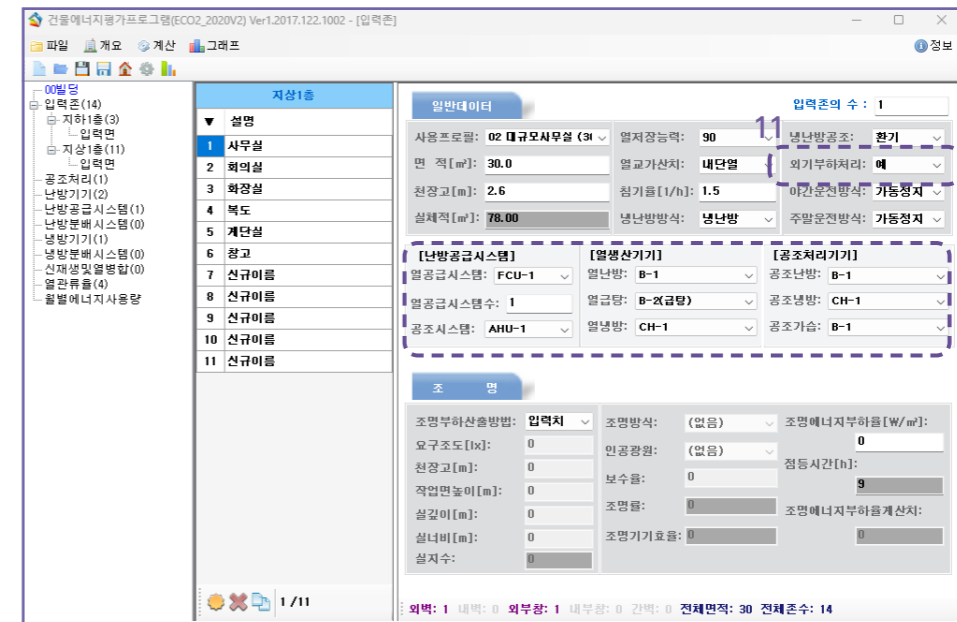 건물에너지평가프로그램(ECO2_2020V2) Ver1.2017.122.1002 - [입력존]
파일 개요 계산 그래프 정보
00빌딩
입력존(14)
지하1층(3)
입력면
지상1층(11)
입력면
공조처리(1)
난방기기(2)
난방공급시스템(1)
난방분배시스템(0)
냉방기기(1)
냉방분배시스템(0)
신재생및열병합(0)
열관류율(4)
월별에너지사용량
지상1층
▼ 설명
1 사무실
2 회의실
3 화장실
4 복도
5 계단실
6 창고
7 신규이름
8 신규이름
9 신규이름
10 신규이름
11 신규이름
1 /11
일반데이터 입력존의 수 : 1
11
사용프로필: 02 대규모사무실 (3( 열저장능력: 90 냉난방공조: 환기
면 적[㎡]: 30.0 열교가산치: 내단열 외기부하처리: 예
천장고[m]: 2.6 침기율[1/h]: 1.5 야간운전방식: 가동정지
실체적[㎥]: 78.00 냉난방방식: 냉난방 주말운전방식: 가동정지
[난방공급시스템] [열생산기기] [공조처리기기]
열공급시스템: FCU-1 열난방: B-1 공조난방: B-1
열공급시스템수: 1 열급탕: B-2(급탕) 공조냉방: CH-1
공조시스템: AHU-1 열냉방: CH-1 공조가습: B-1
조 명
조명부하산출방법: 입력치 조명방식: (없음) 조명에너지부하율[W/㎡]:
요구조도[lx]: 0 인공광원: (없음) 0
천장고[m]: 0 보수율: 0 점등시간[h]:
작업면높이[m]: 0 9
실깊이[m]: 0 조명률: 0 조명에너지부하율계산치:
실너비[m]: 0 조명기기효율: 0 0
실지수: 0
외벽: 1 내벽: 0 외부창: 1 내부창: 0 간벽: 0 전체면적: 30 전체존수: 14